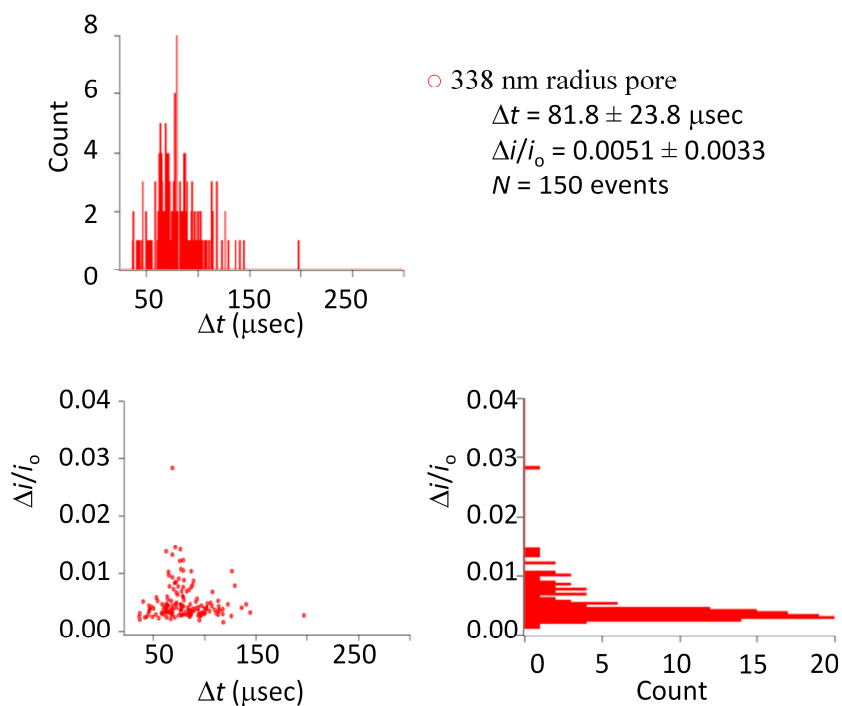 8
6
4
2
0
Count
50
150
250
Δt (μsec)
338 nm radius pore
Δt = 81.8 ± 23.8 μsec
Δi/io = 0.0051 ± 0.0033
N = 150 events
0.04
0.03
0.02
0.01
0.00
Δi/io
50
150
250
Δt (μsec)
0.04
0.03
0.02
0.01
0.00
Δi/io
0
5
10
15
20
Count